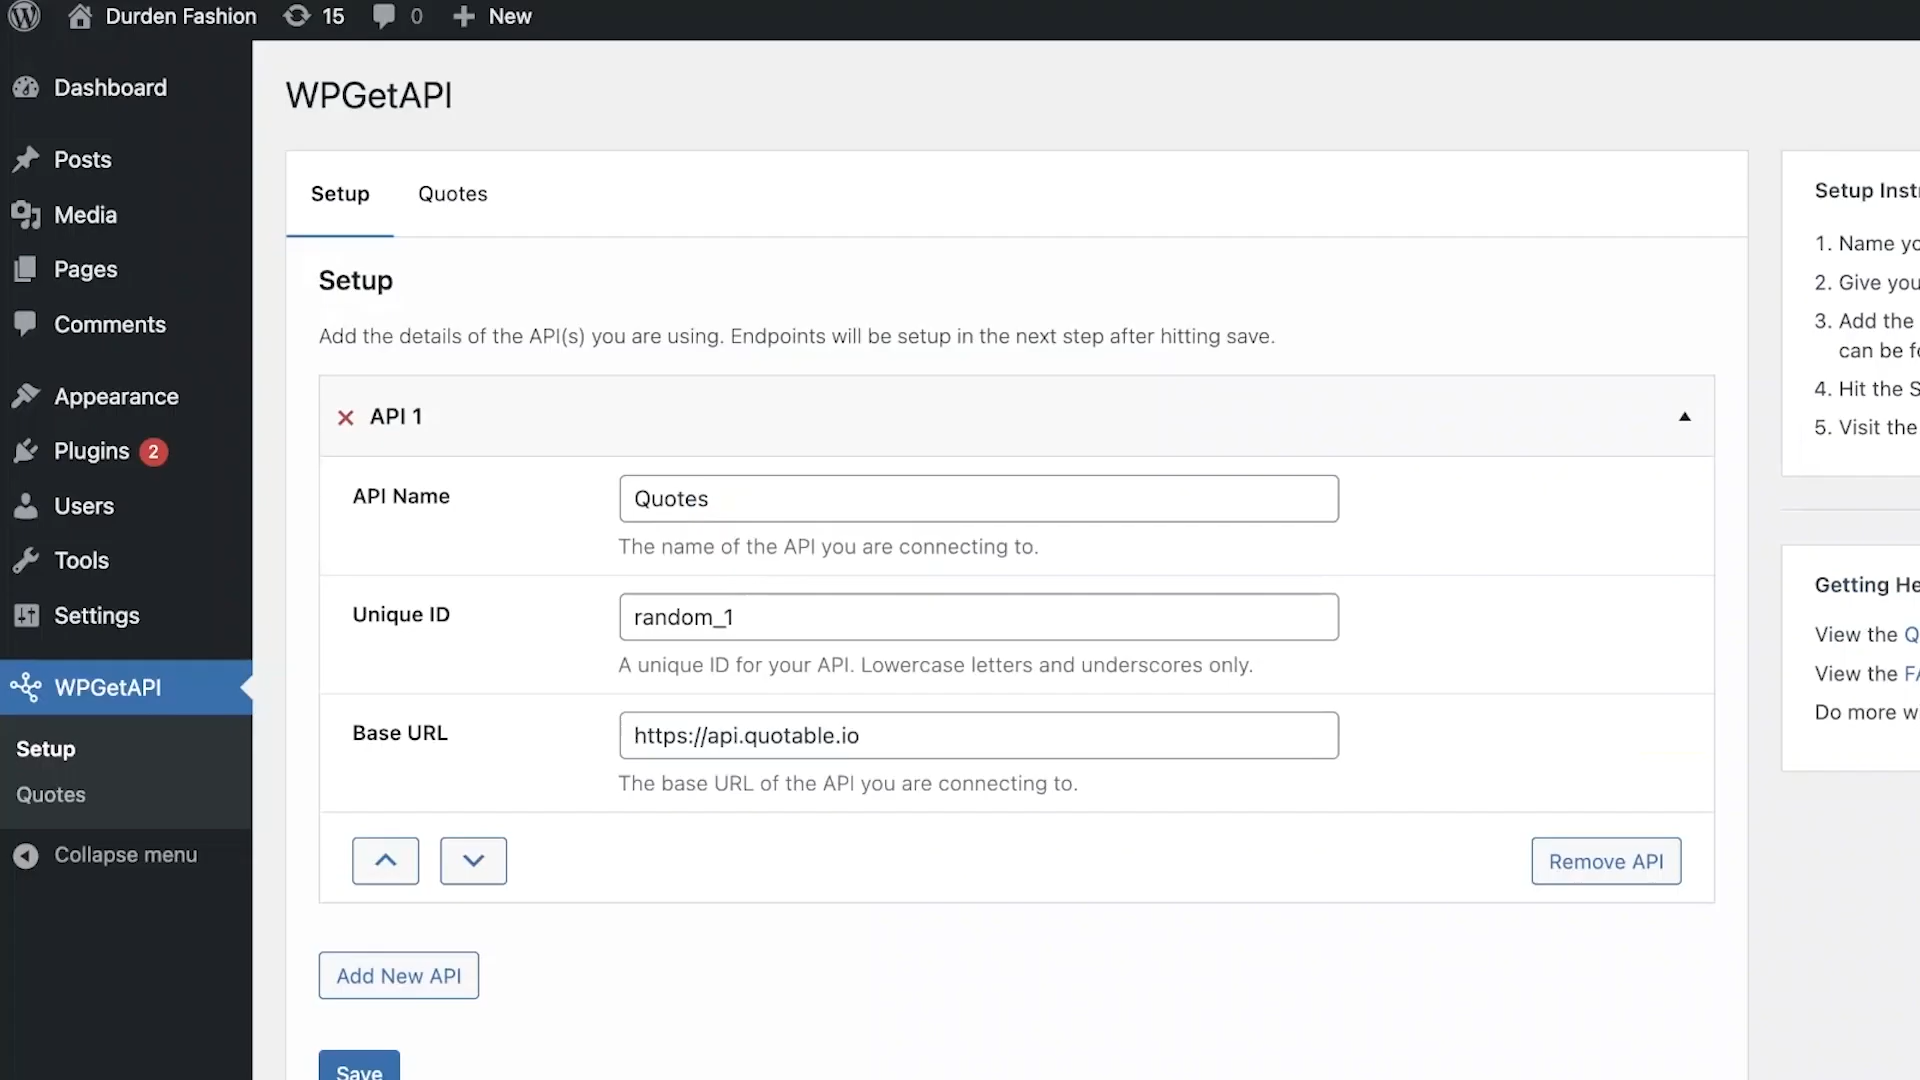 Durden Fashion 15 0 New
Dashboard
Posts
Media
Pages
Comments
Appearance
Plugins 2
Users
Tools
Settings
WPGetAPI
Setup
Quotes
Collapse menu
WPGetAPI
Setup Quotes
Setup
Add the details of the API(s) you are using. Endpoints will be setup in the next step after hitting save.
API 1
API Name
Quotes
The name of the API you are connecting to.
Unique ID
random_1
A unique ID for your API. Lowercase letters and underscores only.
Base URL
https://api.quotable.io
The base URL of the API you are connecting to.
Remove API
Add New API
Save
Setup
1. Name
2. Give
3. Add the
can be
4. Hit the
5. Visit the
Getting
View the
View the
Do more